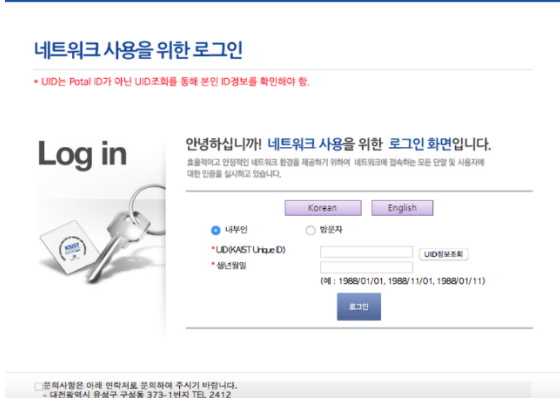 네트워크 사용을 위한 로그인
* UID는 Potal ID가 아닌 UID조회를 통해 본인 ID정보를 확인해야 함.
Log in
안녕하십니까! 네트워크 사용을 위한 로그인 화면입니다.
효율적이고 안정적인 네트워크 환경을 제공하기 위하여 네트워크에 접속하는 모든 단말 및 사용자에
대한 인증을 실시하고 있습니다.
Korean English
내부인 방문자
*UID(KAIST Unique ID) UID정보조회
*생년월일
(예 : 1988/01/01, 1988/11/01, 1988/01/11)
로그인
KAIST
문의사항은 아래 연락처로 문의하여 주시기 바랍니다.
- 대전광역시 유성구 구성동 373-1번지 TEL 2412